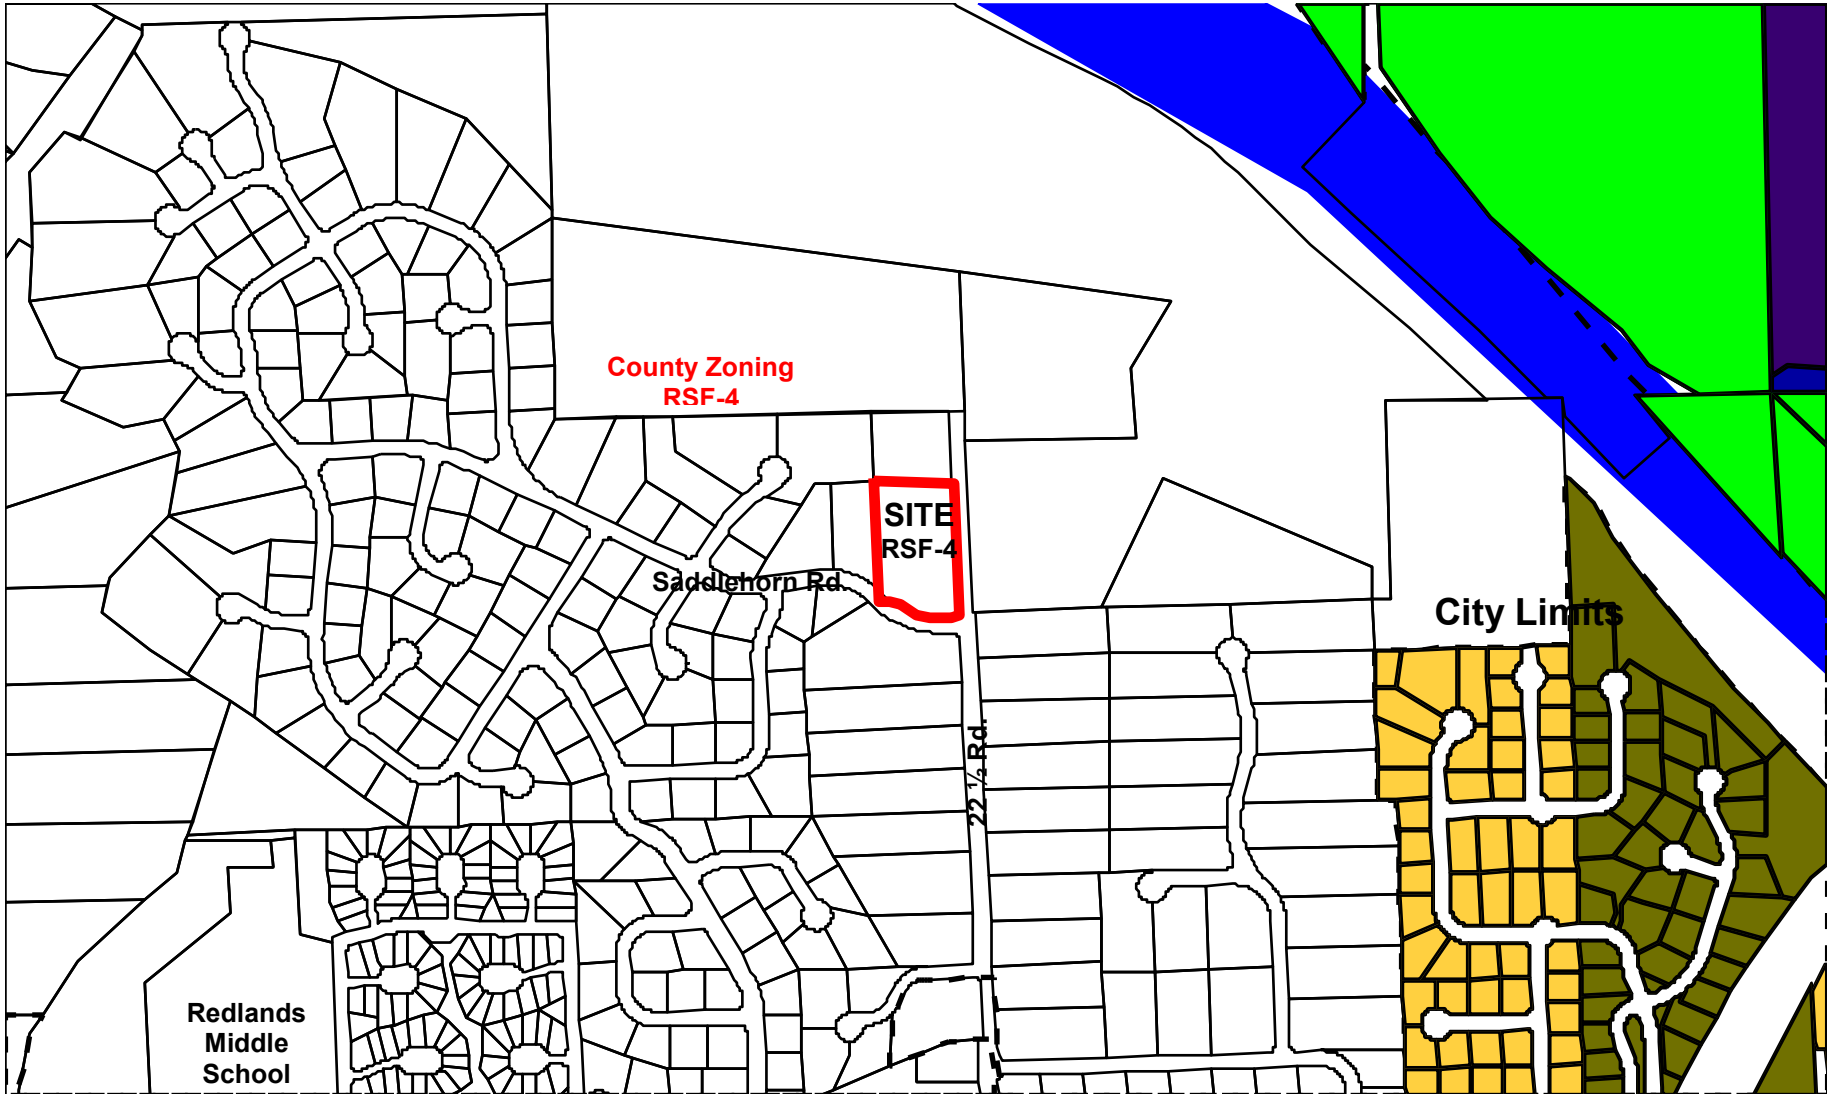 County Zoning
RSF-4
SITE
RSF-4
Saddlehorn Rd.
City Limits
22 ½ Rd.
Redlands
Middle
School